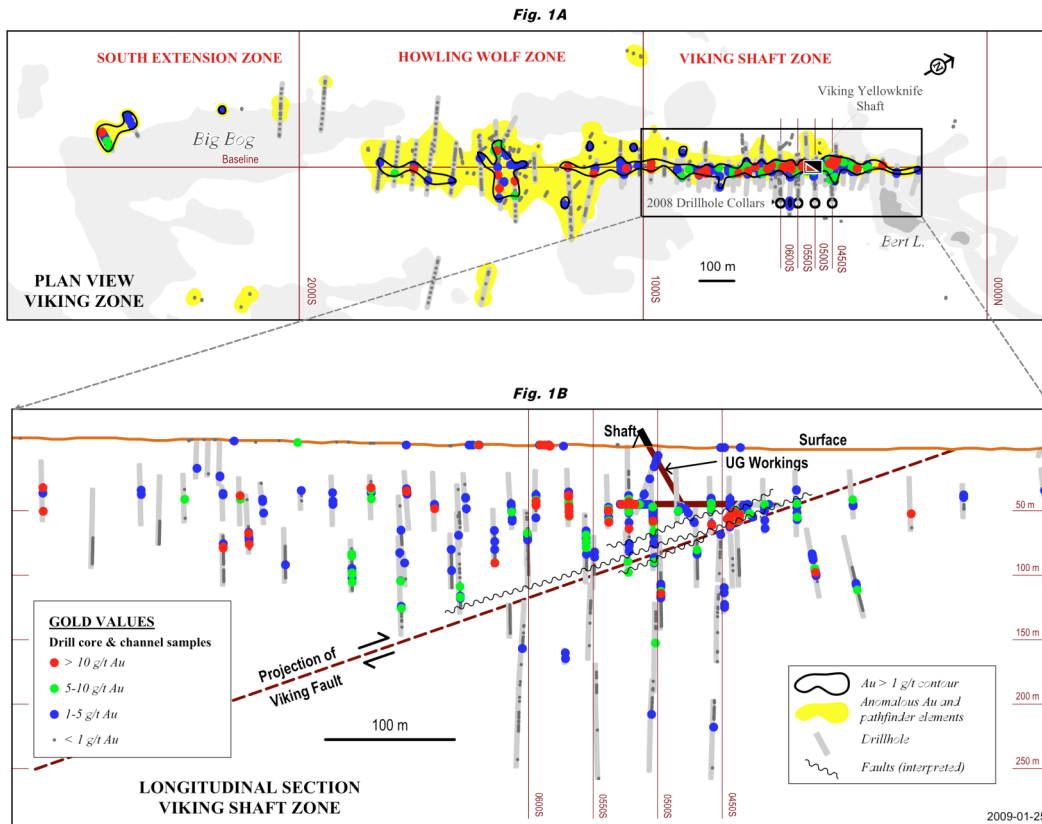 Fig. 1A
SOUTH EXTENSION ZONE
HOWLING WOLF ZONE
VIKING SHAFT ZONE
N
Viking Yellowknife
Shaft
Big Bog
Baseline
2008 Drillhole Collars
Bert L.
PLAN VIEW
VIKING ZONE
2000S
1000S
100 m
0600S
0550S
0500S
0450S
0000N
Fig. 1B
Shaft
Surface
UG Workings
50 m
100 m
150 m
200 m
250 m
GOLD VALUES
Drill core & channel samples
> 10 g/t Au
5-10 g/t Au
1-5 g/t Au
< 1 g/t Au
Projection of
Viking Fault
100 m
Au > 1 g/t contour
Anomalous Au and
pathfinder elements
Drillhole
Faults (interpreted)
LONGITUDINAL SECTION
VIKING SHAFT ZONE
0600S
0550S
0500S
0450S
2009-01-25